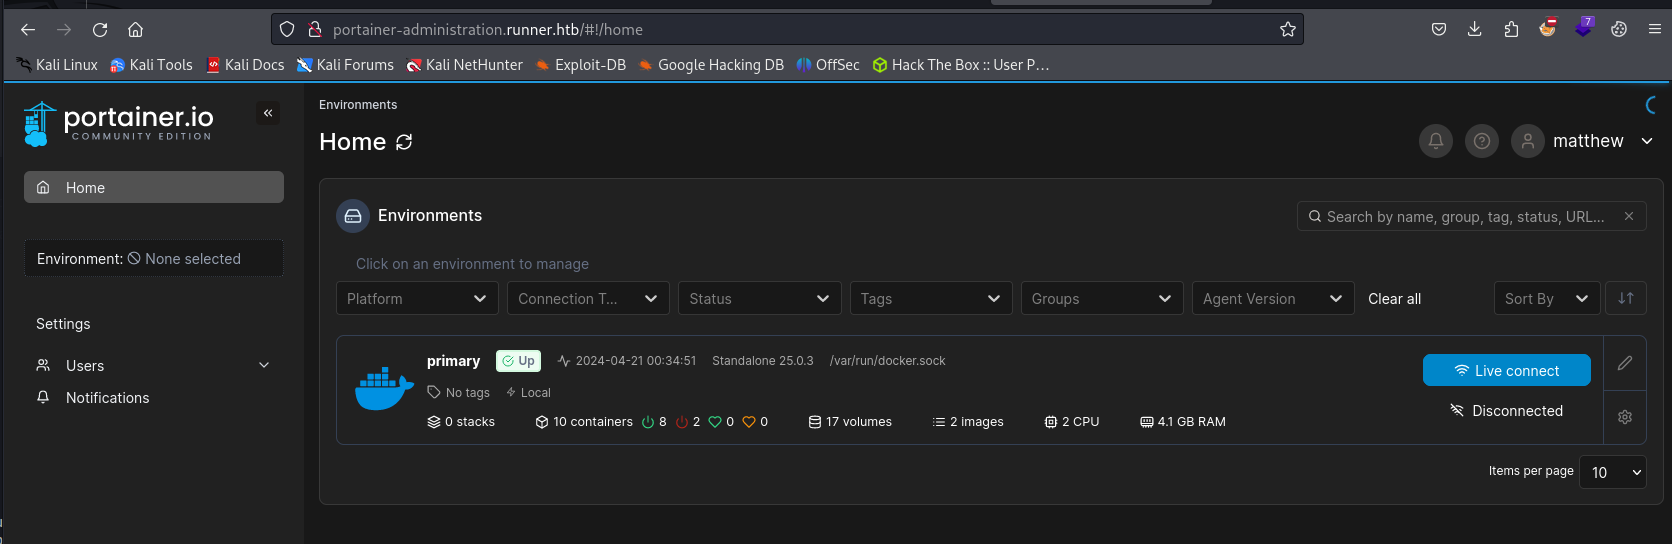 portainer-administration.runner.htb/#!/home
7
Kali Linux Kali Tools Kali Docs Kali Forums Kali NetHunter Exploit-DB Google Hacking DB OffSec Hack The Box :: User P…
portainer.io
COMMUNITY EDITION
«
Environments
Home
matthew
Home
Environments
Search by name, group, tag, status, URL...
Environment: None selected
Click on an environment to manage
Platform Connection T... Status Tags Groups Agent Version Clear all Sort By
Settings
Users
Notifications
primary Up 2024-04-21 00:34:51 Standalone 25.0.3 /var/run/docker.sock
Live connect
No tags Local
Disconnected
0 stacks 10 containers 8 2 0 0 17 volumes 2 images 2 CPU 4.1 GB RAM
Items per page 10